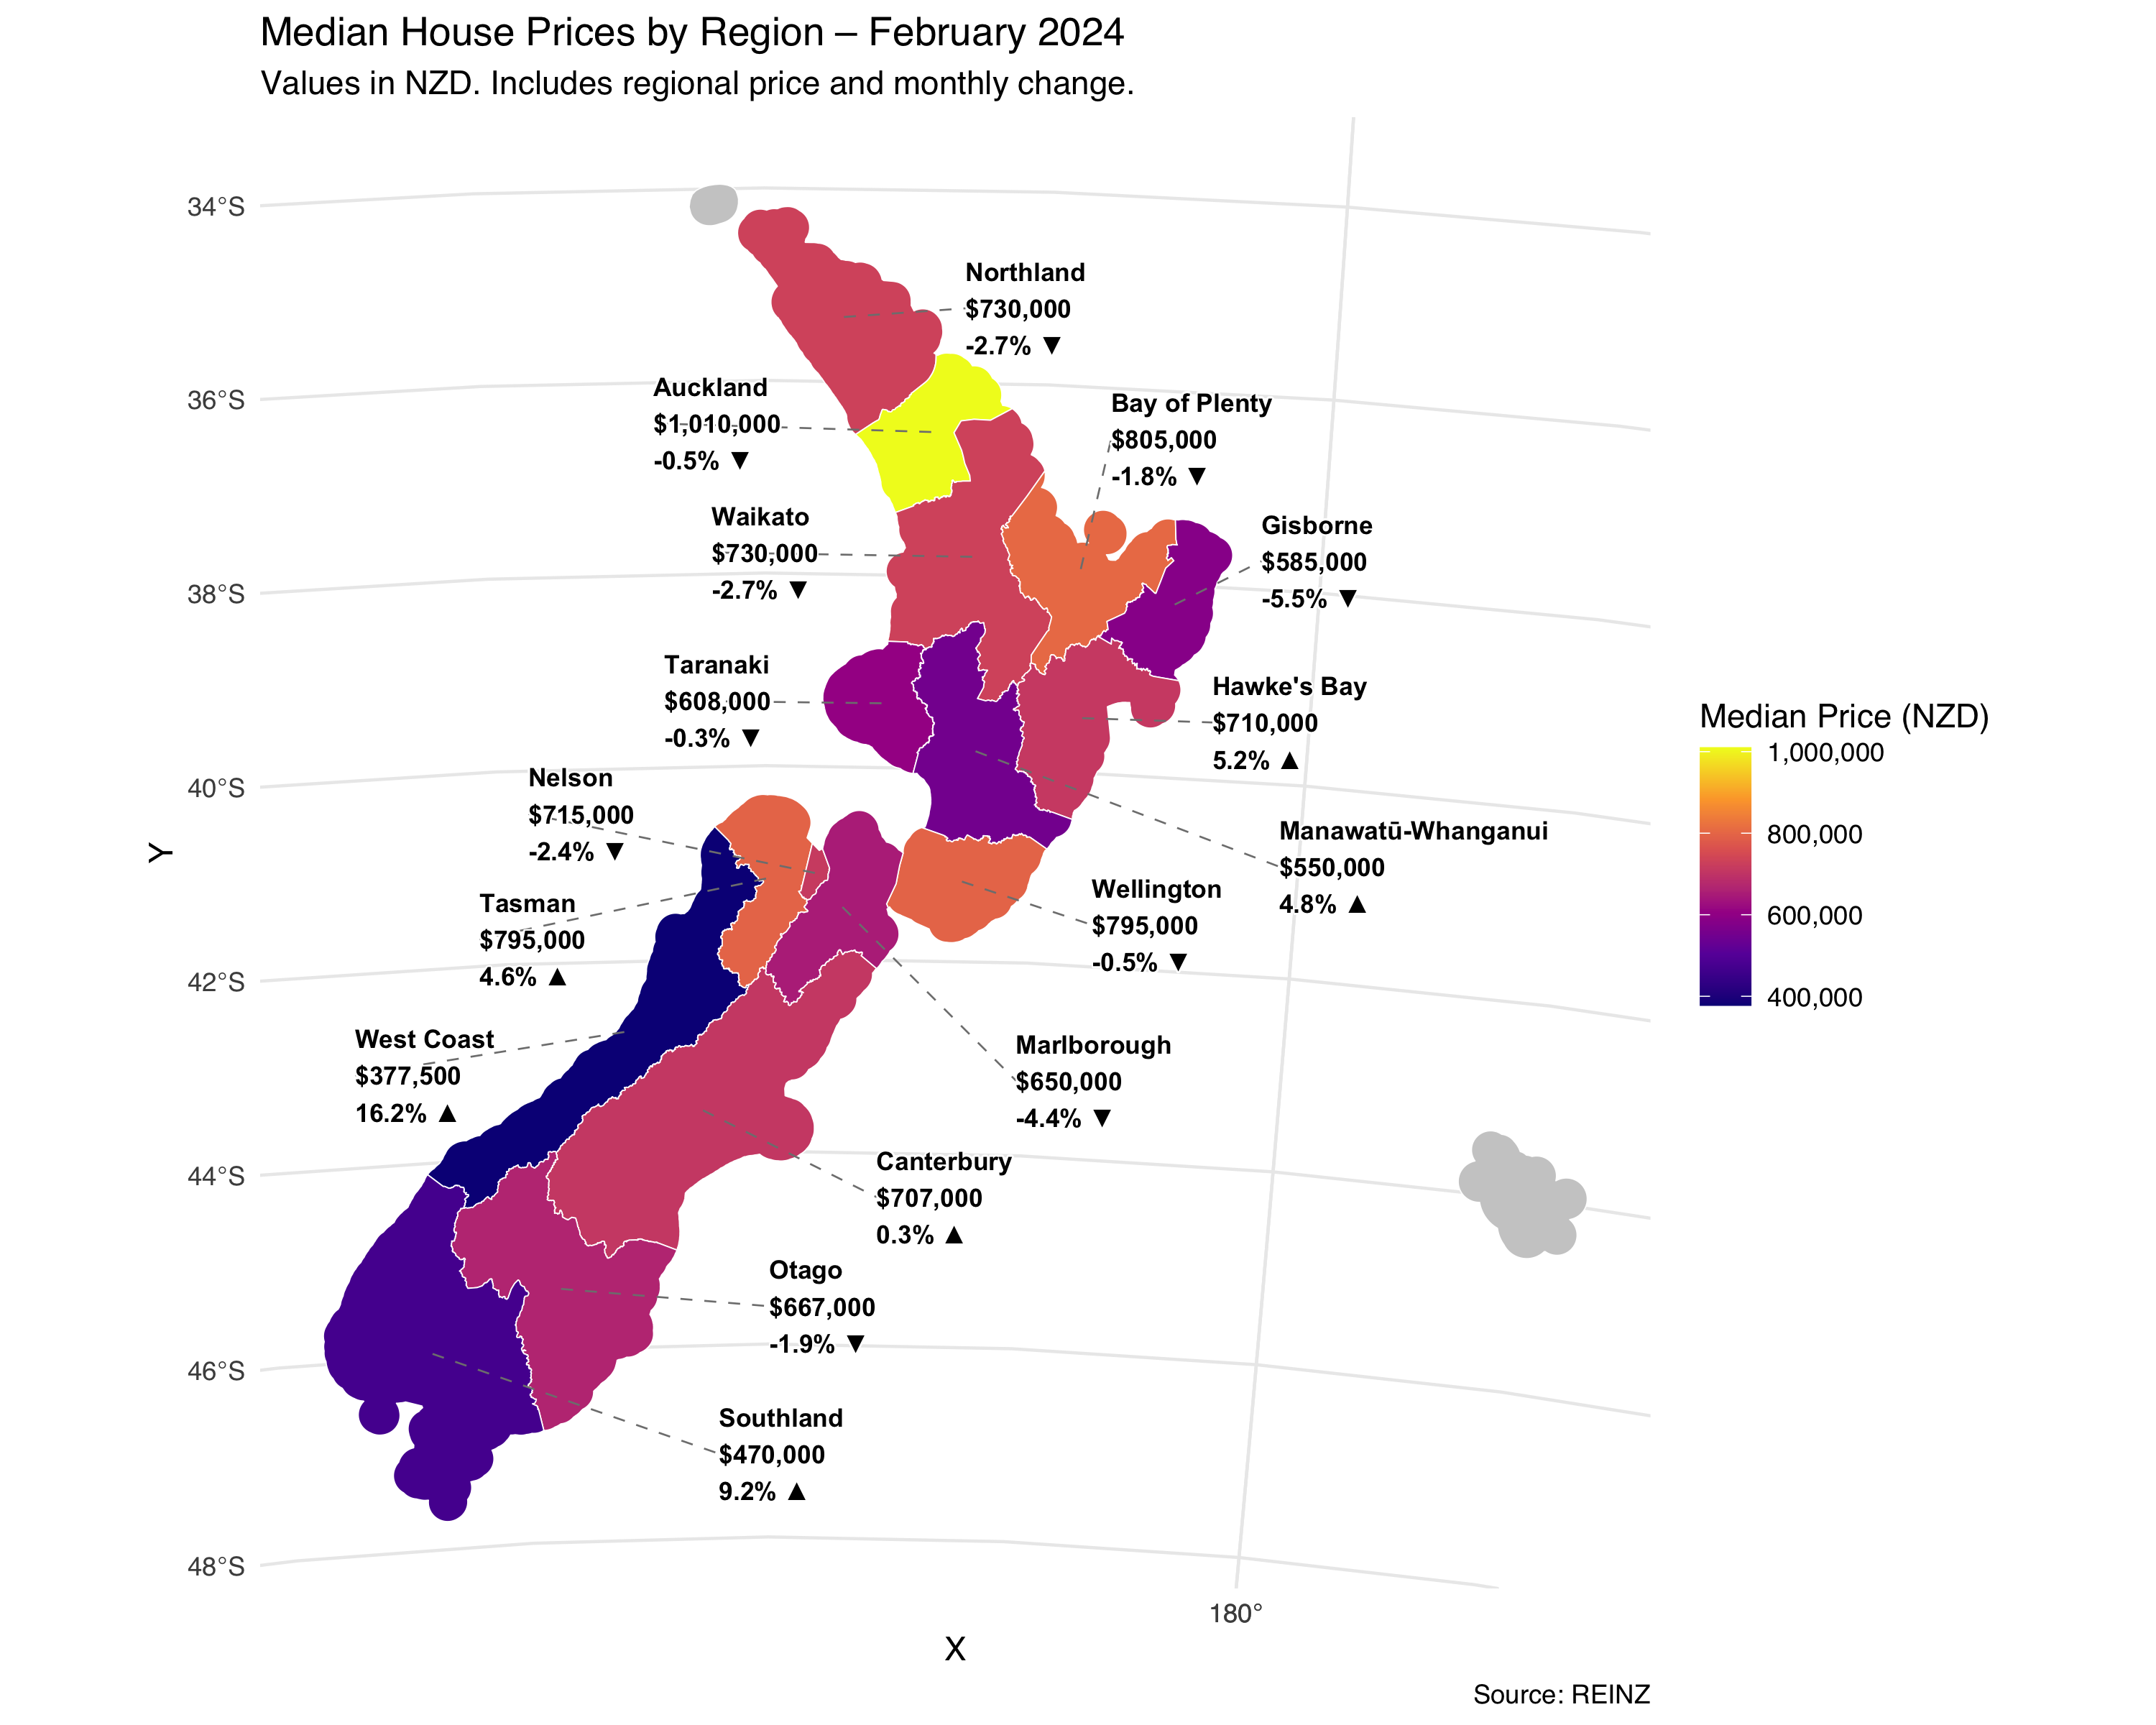 Median House Prices by Region – February 2024
Values in NZD. Includes regional price and monthly change.
34°S
36°S
38°S
40°S
42°S
44°S
46°S
48°S
Y
Northland
$730,000
-2.7% ▼
Auckland
$1,010,000
-0.5% ▼
Bay of Plenty
$805,000
-1.8% ▼
Waikato
$730,000
-2.7% ▼
Gisborne
$585,000
-5.5% ▼
Taranaki
$608,000
-0.3% ▼
Hawke's Bay
$710,000
5.2% ▲
Nelson
$715,000
-2.4% ▼
Manawatū-Whanganui
$550,000
4.8% ▲
Tasman
$795,000
4.6% ▲
Wellington
$795,000
-0.5% ▼
West Coast
$377,500
16.2% ▲
Marlborough
$650,000
-4.4% ▼
Canterbury
$707,000
0.3% ▲
Otago
$667,000
-1.9% ▼
Southland
$470,000
9.2% ▲
Median Price (NZD)
1,000,000
800,000
600,000
400,000
180°
X
Source: REINZ